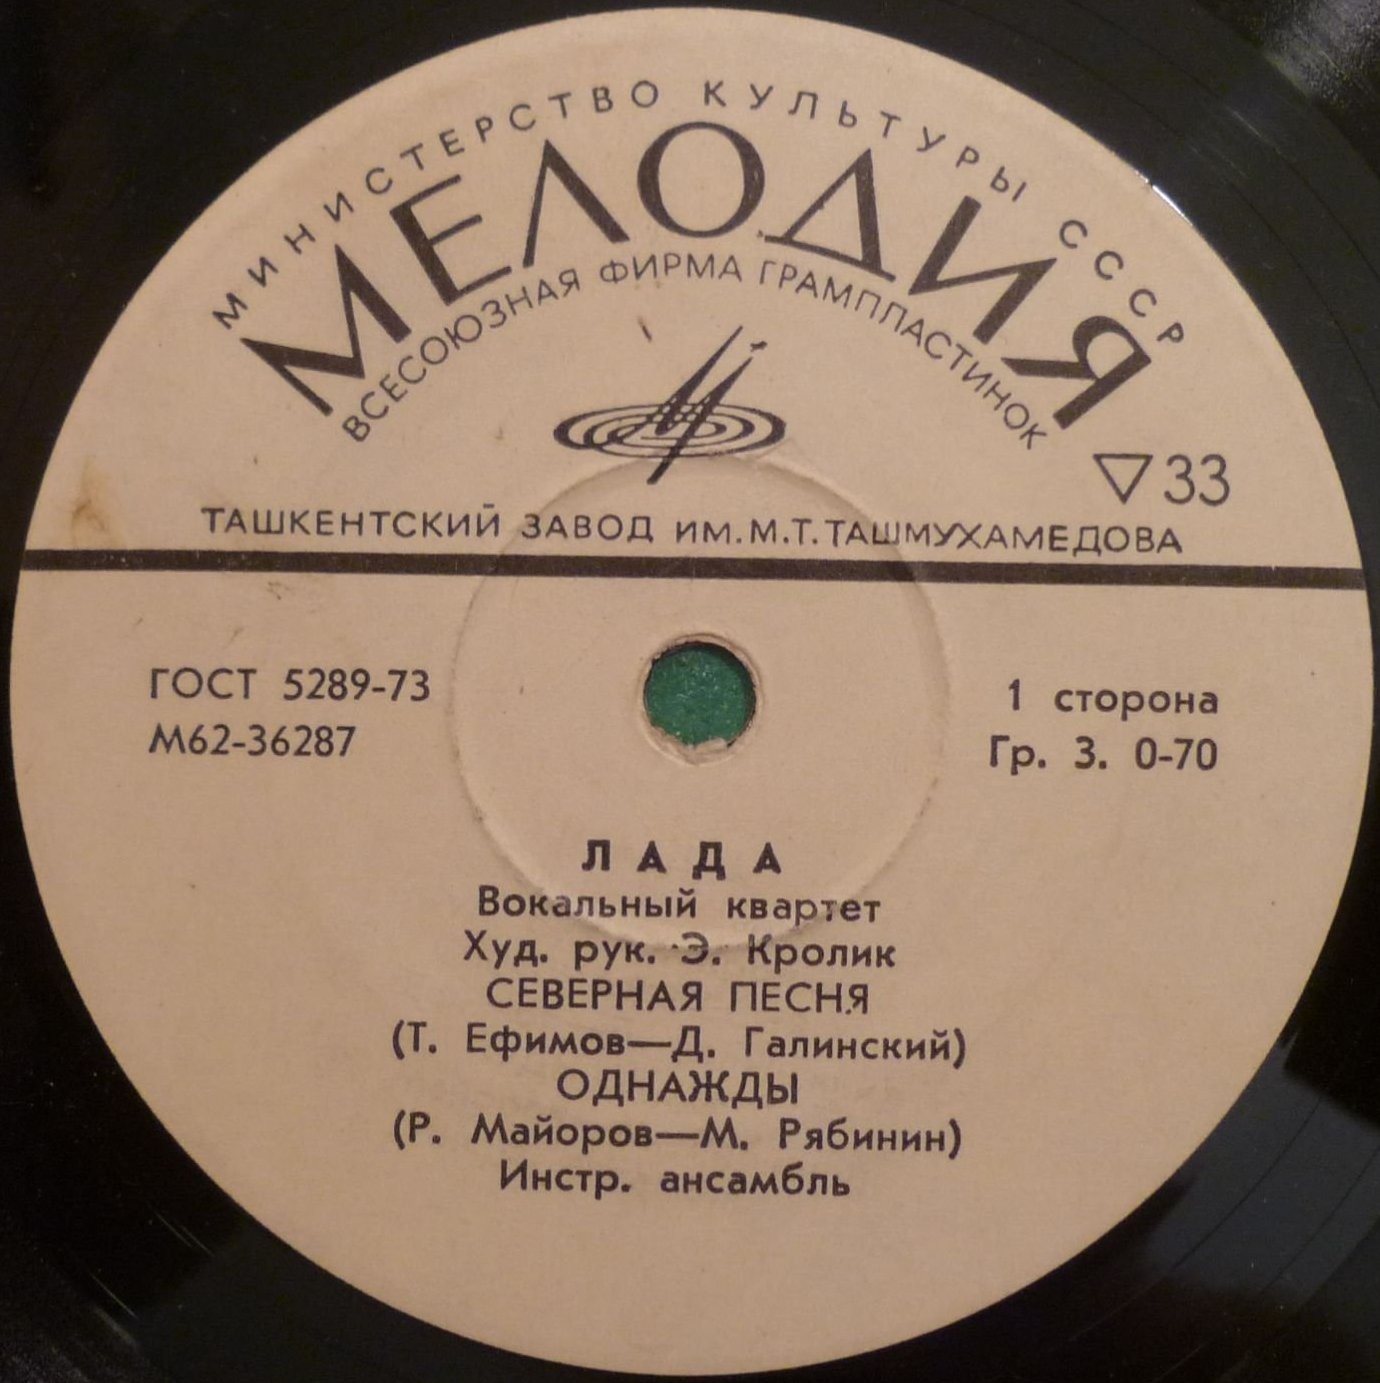 МИНИСТЕРСТВО КУЛЬТУРЫ СССР
МЕЛОДИЯ
ВСЕСОЮЗНАЯ ФИРМА ГРАМПЛАСТИНОК
▽33
ТАШКЕНТСКИЙ ЗАВОД ИМ.М.Т.ТАШМУХАМЕДОВА
ГОСТ 5289-73
М62-36287
1 сторона
Гр. 3. 0-70
ЛАДА
Вокальный квартет
Худ. рук. Э. Кролик
СЕВЕРНАЯ ПЕСНЯ
(Т. Ефимов—Д. Галинский)
ОДНАЖДЫ
(Р. Майоров—М. Рябинин)
Инстр. ансамбль